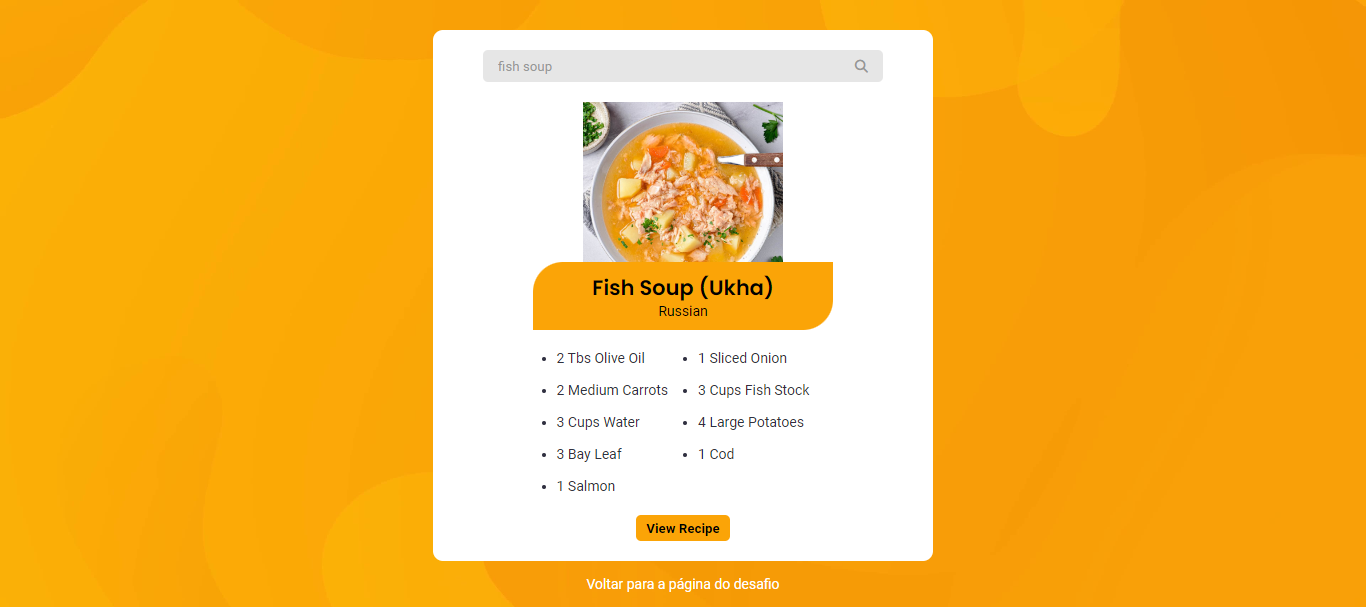 fish soup
Fish Soup (Ukha)
Russian
2 Tbs Olive Oil
1 Sliced Onion
2 Medium Carrots
3 Cups Fish Stock
3 Cups Water
4 Large Potatoes
3 Bay Leaf
1 Cod
1 Salmon
View Recipe
Voltar para a página do desafio